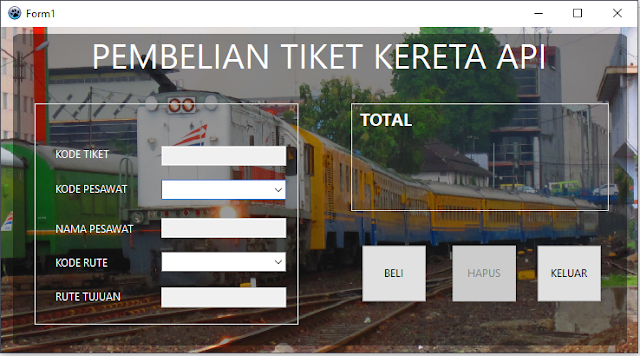 Form1
PEMBELIAN TIKET KERETA API
TOTAL
KODE TIKET
KODE PESAWAT
NAMA PESAWAT
KODE RUTE
RUTE TUJUAN
BELI
HAPUS
KELUAR